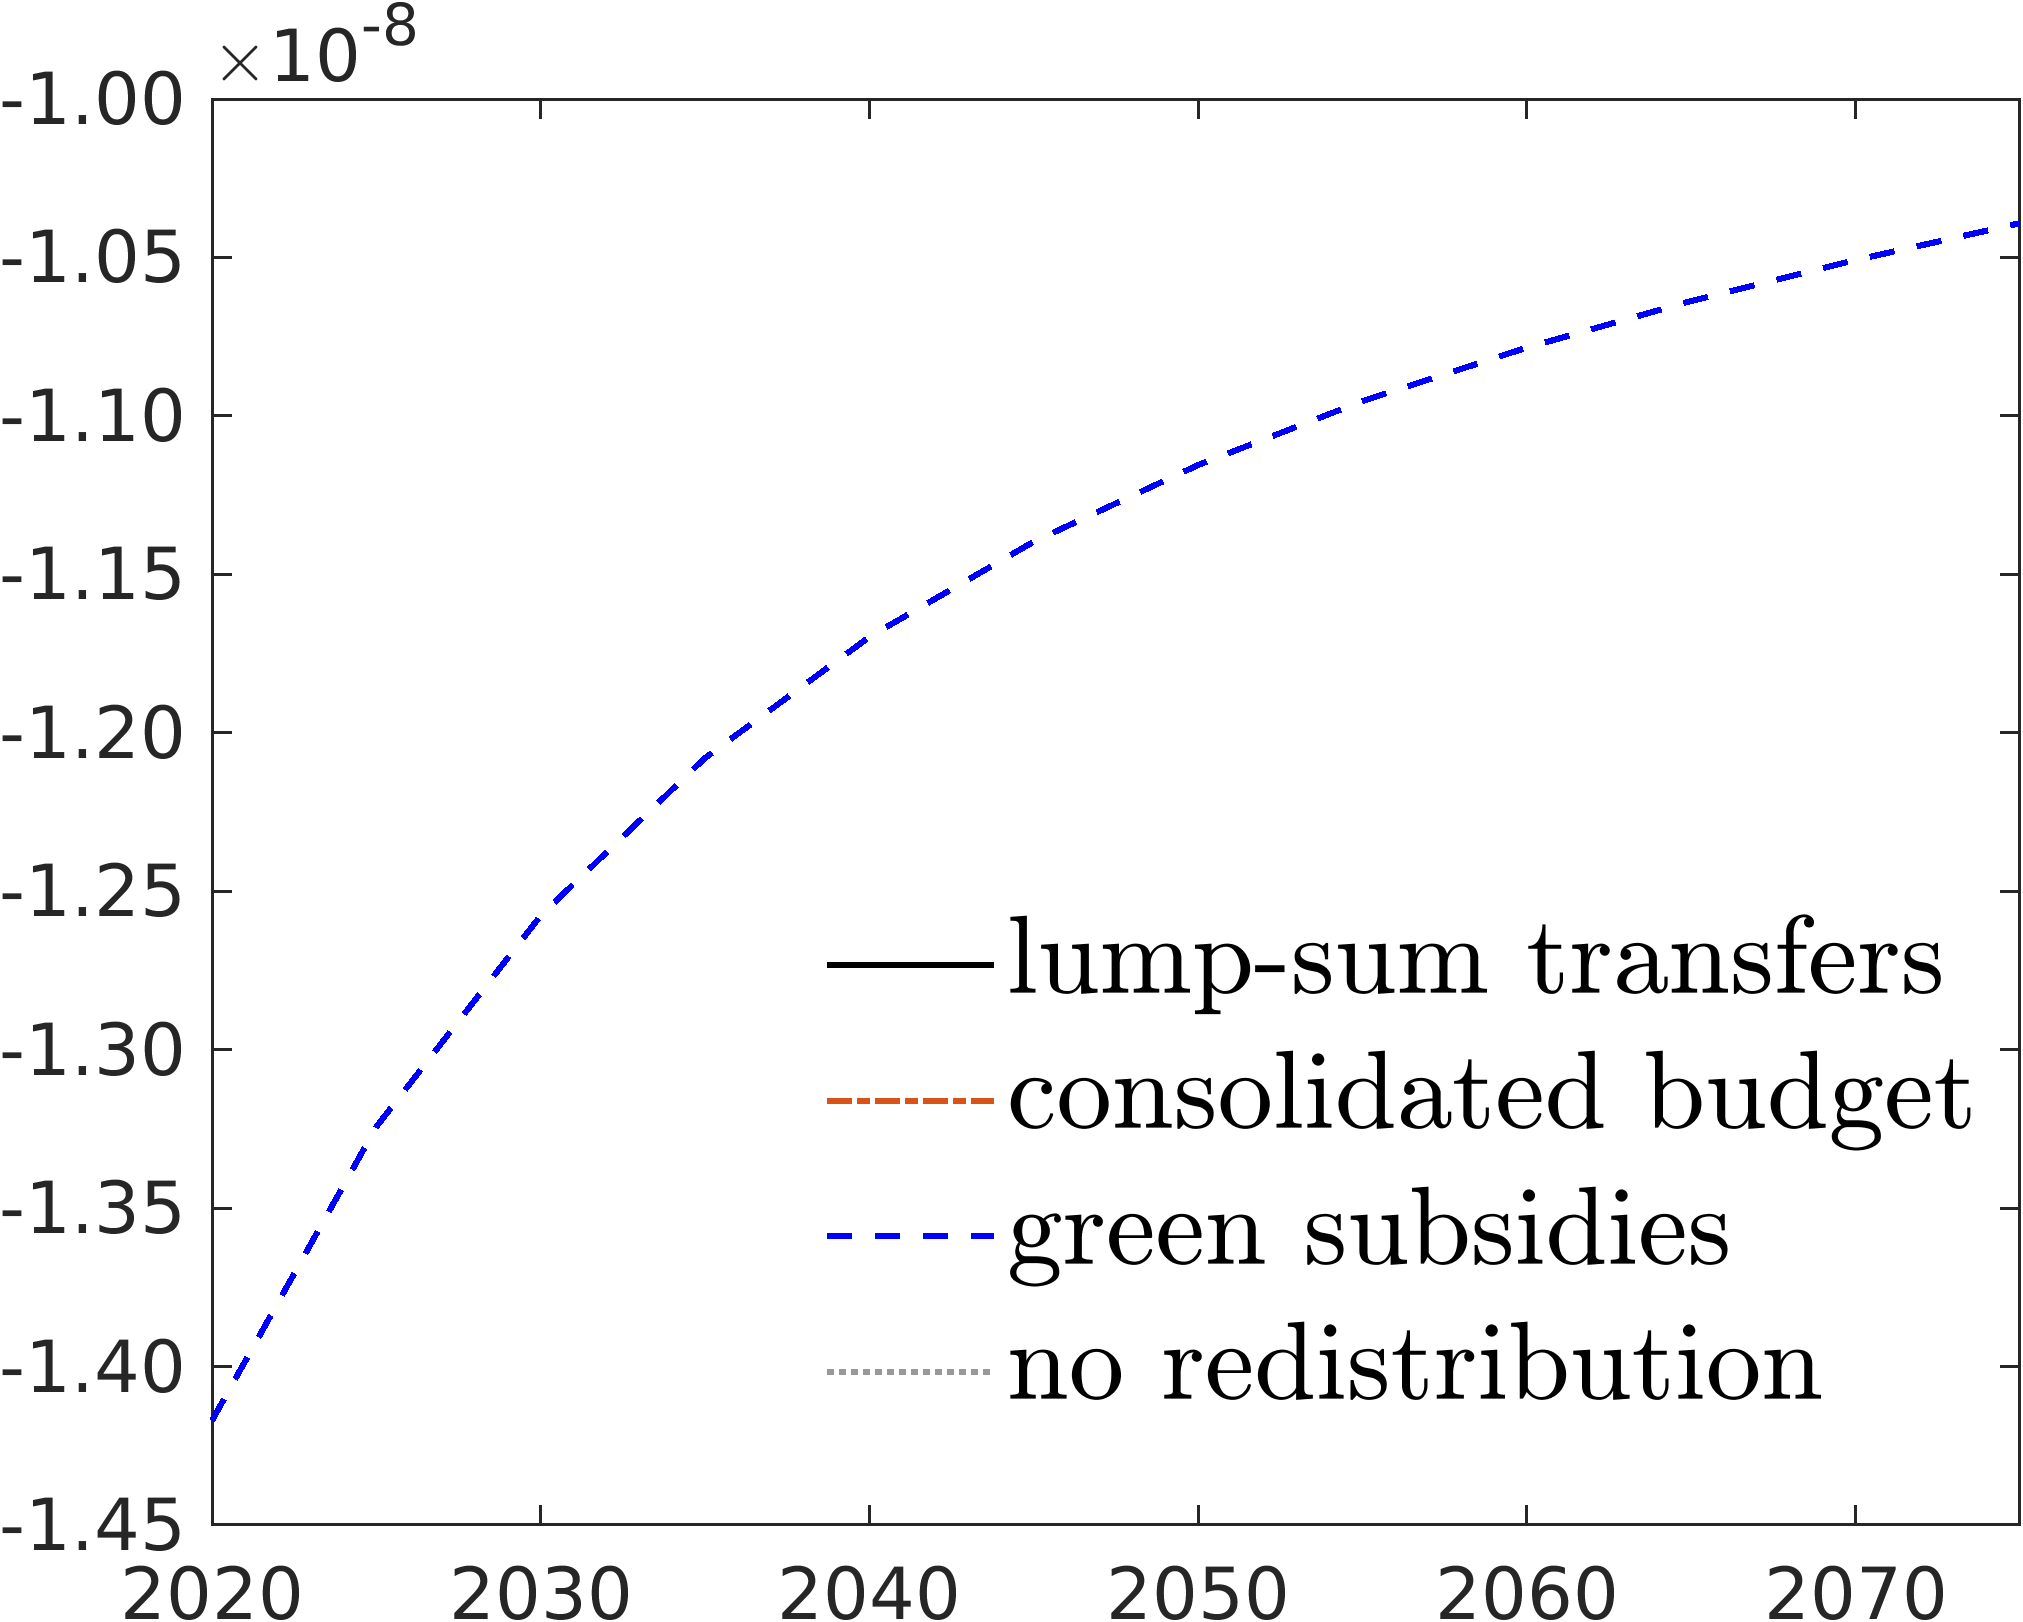 ×10-8
-1.00
-1.05
-1.10
-1.15
-1.20
-1.25
-1.30
-1.35
-1.40
-1.45
lump-sum transfers
consolidated budget
green subsidies
no redistribution
2020 2030 2040 2050 2060 2070